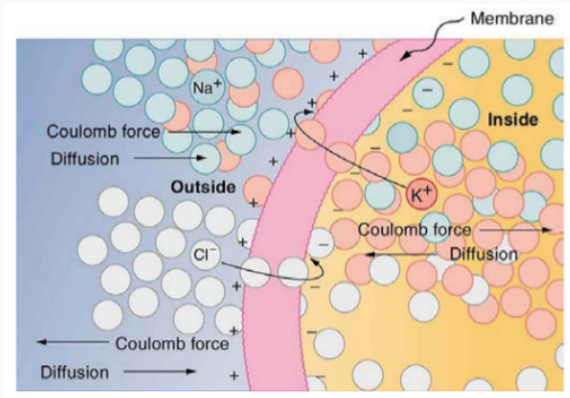 Membrane
Na⁺
Inside
Coulomb force
Diffusion
Outside
K⁺
Coulomb force
Diffusion
Cl⁻
Coulomb force
Diffusion